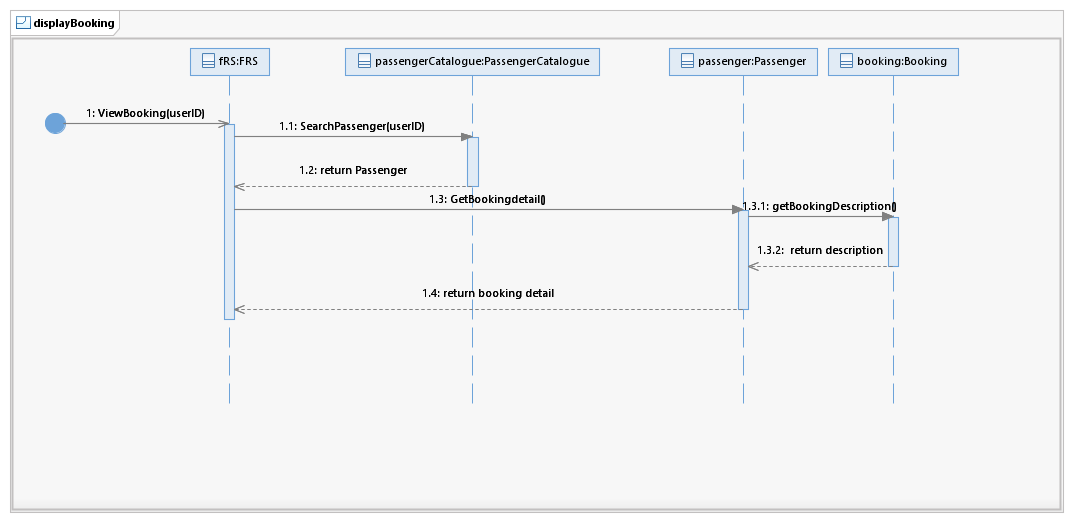 displayBooking
fRS:FRS
passengerCatalogue:PassengerCatalogue
passenger:Passenger
booking:Booking
1: ViewBooking(userID)
1.1: SearchPassenger(userID)
1.2: return Passenger
1.3: GetBookingdetail()
1.3.1: getBookingDescription()
1.3.2: return description
1.4: return booking detail